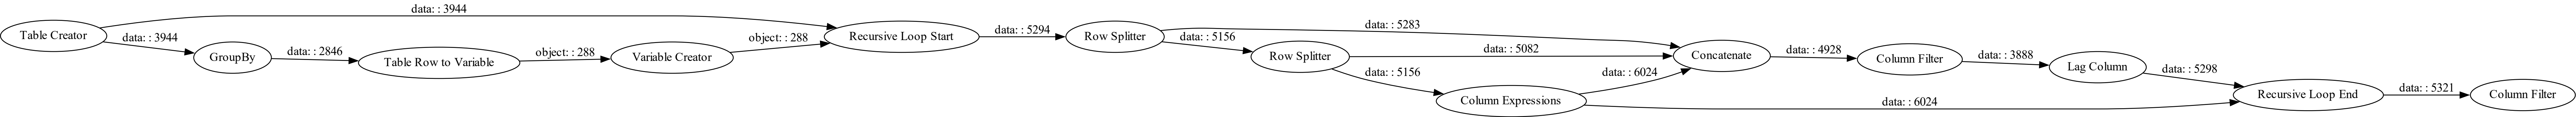 Table Creator
data: : 3944
data: : 3944
GroupBy
data: : 2846
Table Row to Variable
object: : 288
Variable Creator
object: : 288
Recursive Loop Start
data: : 5294
Row Splitter
data: : 5283
data: : 5156
Row Splitter
data: : 5082
data: : 5156
Column Expressions
data: : 6024
data: : 6024
Concatenate
data: : 4928
Column Filter
data: : 3888
Lag Column
data: : 5298
Recursive Loop End
data: : 5321
Column Filter